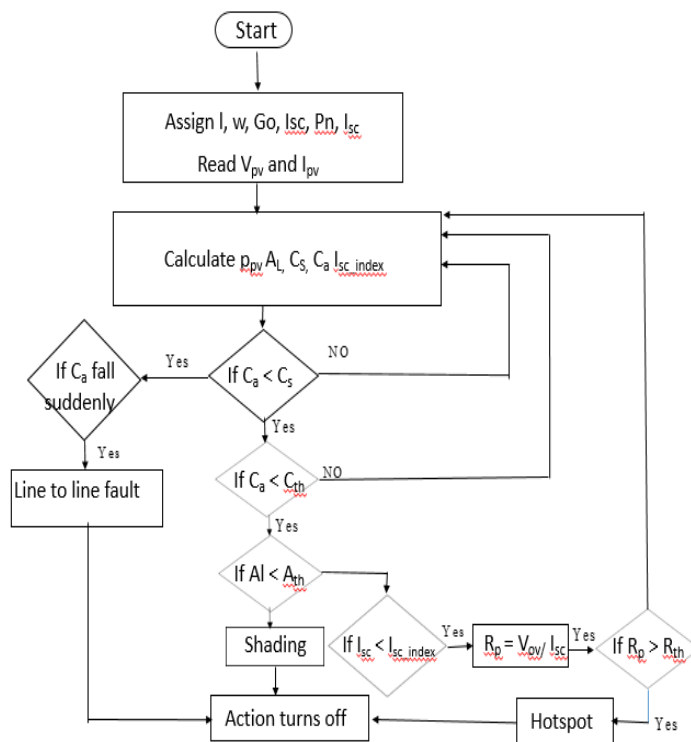 Start
Assign l, w, Go, Isc, Pn, Isc
Read Vpv and Ipv
Calculate ppv AL, CS, Ca Isc_index
If Ca fall
suddenly
Yes
If Ca < Cs
NO
Yes
Yes
Line to line fault
If Ca < Cth
NO
Yes
If Al < Ath
Shading
If Isc < Isc_index
Yes
Rp = Vov/ Isc
Yes
If Rp > Rth
Yes
Action turns off
Hotspot